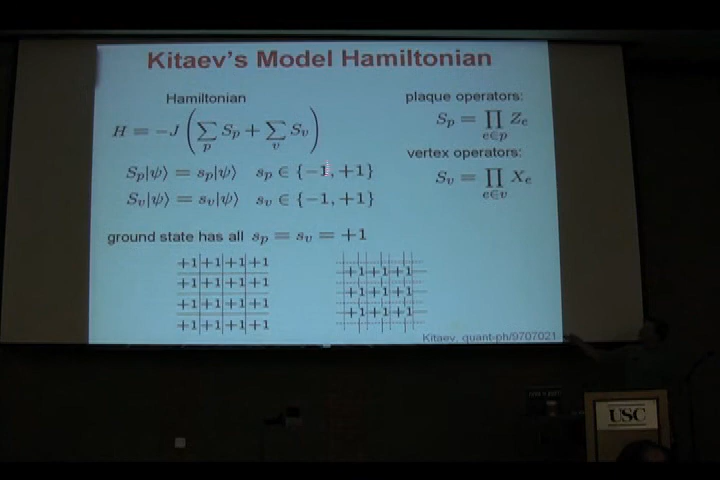 Kitaev's Model Hamiltonian
Hamiltonian
H = −J ( ∑_p S_p + ∑_v S_v )
S_p|ψ⟩ = s_p|ψ⟩ s_p ∈ {−1, +1}
S_v|ψ⟩ = s_v|ψ⟩ s_v ∈ {−1, +1}
plaque operators:
S_p = ∏_{e∈p} Z_e
vertex operators:
S_v = ∏_{e∈v} X_e
ground state has all s_p = s_v = +1
+1 +1 +1 +1
+1 +1 +1 +1
+1 +1 +1 +1
+1 +1 +1 +1
+1 +1 +1
+1 +1 +1
+1 +1 +1
Kitaev, quant-ph/9707021
USC